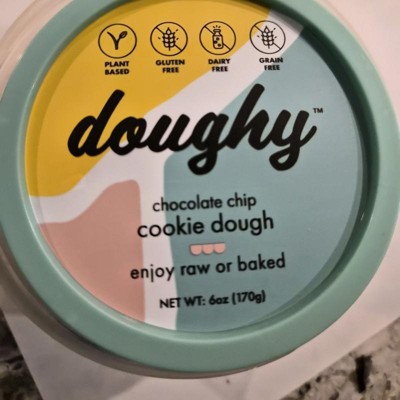 PLANT BASED
GLUTEN FREE
DAIRY FREE
GRAIN FREE
doughy™
chocolate chip
cookie dough
enjoy raw or baked
NET WT: 6oz (170g)